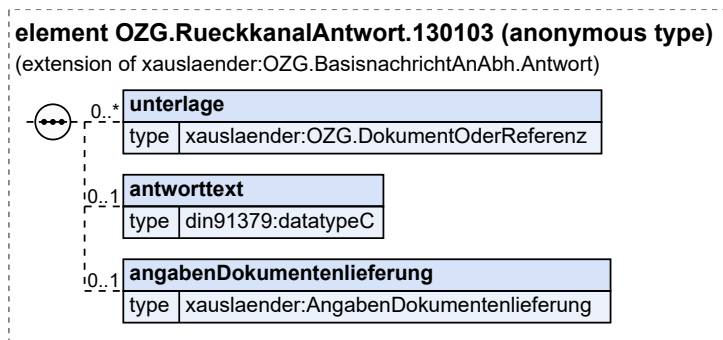 element OZG.RueckkanalAntwort.130103 (anonymous type)
(extension of xauslaender:OZG.BasisnachrichtAnAbh.Antwort)
0..* unterlage
type xauslaender:OZG.DokumentOderReferenz
0..1 antworttext
type din91379:datatypeC
0..1 angabenDokumentenlieferung
type xauslaender:AngabenDokumentenlieferung